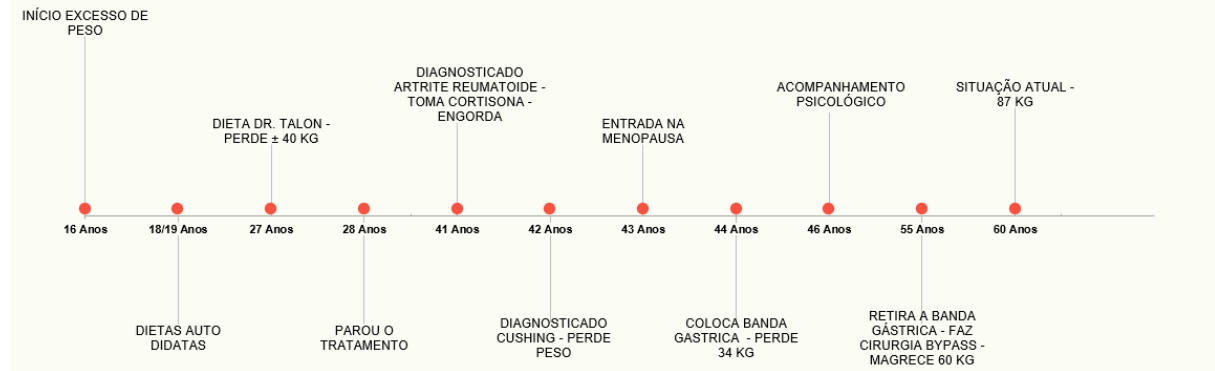 INÍCIO EXCESSO DE
PESO
DIETA DR. TALON -
PERDE ± 40 KG
DIAGNOSTICADO
ARTRITE REUMATOIDE -
TOMA CORTISONA -
ENGORDA
ENTRADA NA
MENOPAUSA
ACOMPANHAMENTO
PSICOLÓGICO
SITUAÇÃO ATUAL -
87 KG
16 Anos
18/19 Anos
27 Anos
28 Anos
41 Anos
42 Anos
43 Anos
44 Anos
46 Anos
55 Anos
60 Anos
DIETAS AUTO
DIDATAS
PAROU O
TRATAMENTO
DIAGNOSTICADO
CUSHING - PERDE
PESO
COLOCA BANDA
GASTRICA - PERDE
34 KG
RETIRA A BANDA
GÁSTRICA - FAZ
CIRURGIA BYPASS -
MAGRECE 60 KG